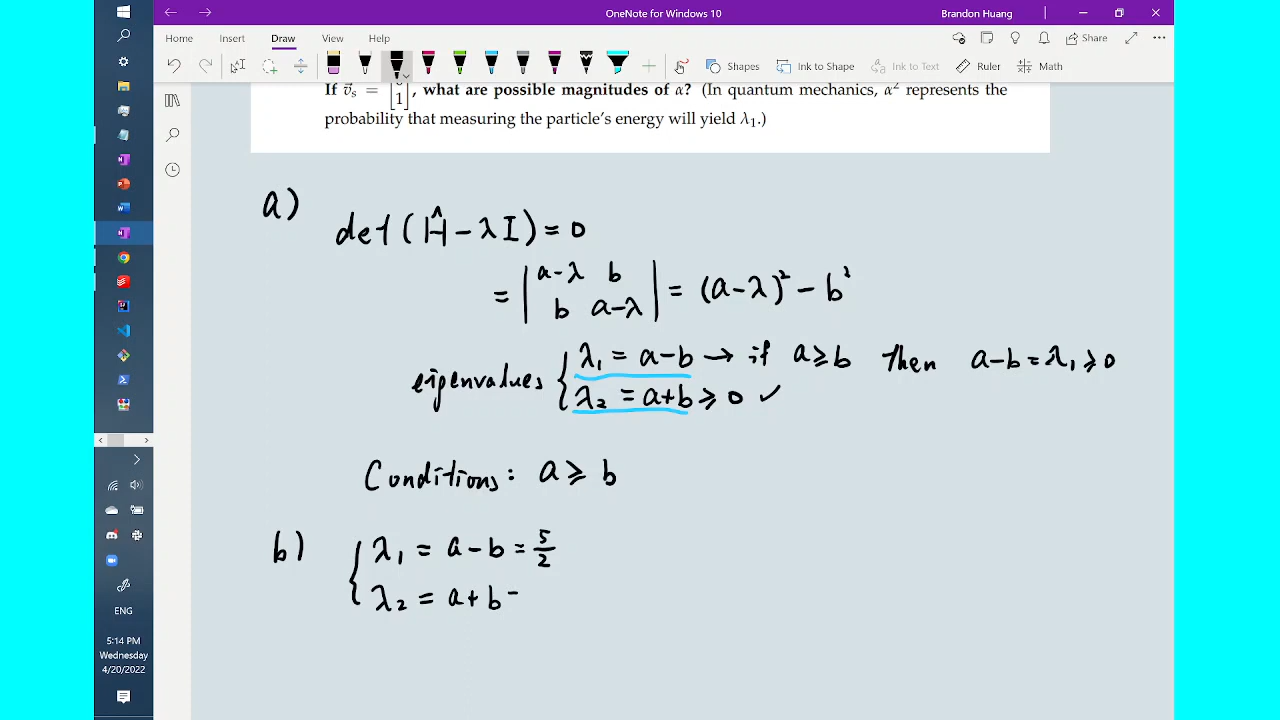 OneNote for Windows 10
Brandon Huang
Home Insert Draw View Help
Shapes Ink to Shape Ink to Text Ruler Math Share
If v⃗s = [ 1 ], what are possible magnitudes of α? (In quantum mechanics, α² represents the
probability that measuring the particle's energy will yield λ1.)
a)
det(Ĥ-λI)=0
= | a-λ b
b a-λ | = (a-λ)² - b²
eigenvalues { λ1 = a-b → if a≥b then a-b=λ1≥0
λ2 = a+b ≥ 0 ✓
Conditions: a ≥ b
b) { λ1 = a-b = 5/2
λ2 = a+b -
ENG
5:14 PM
Wednesday
4/20/2022